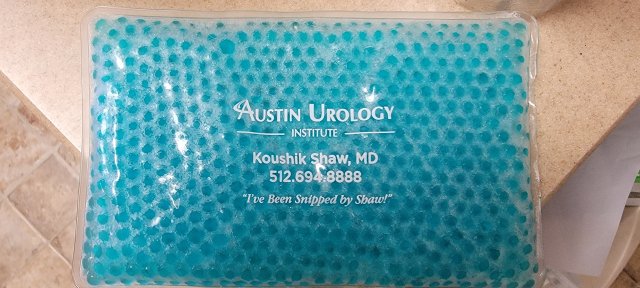 Austin Urology
Institute
Koushik Shaw, MD
512.694.8888
"I've Been Snipped by Shaw!"